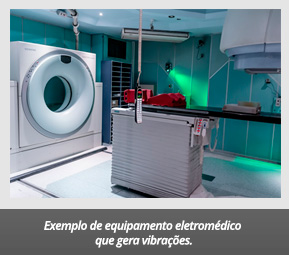 Exemplo de equipamento eletromédico
que gera vibrações.